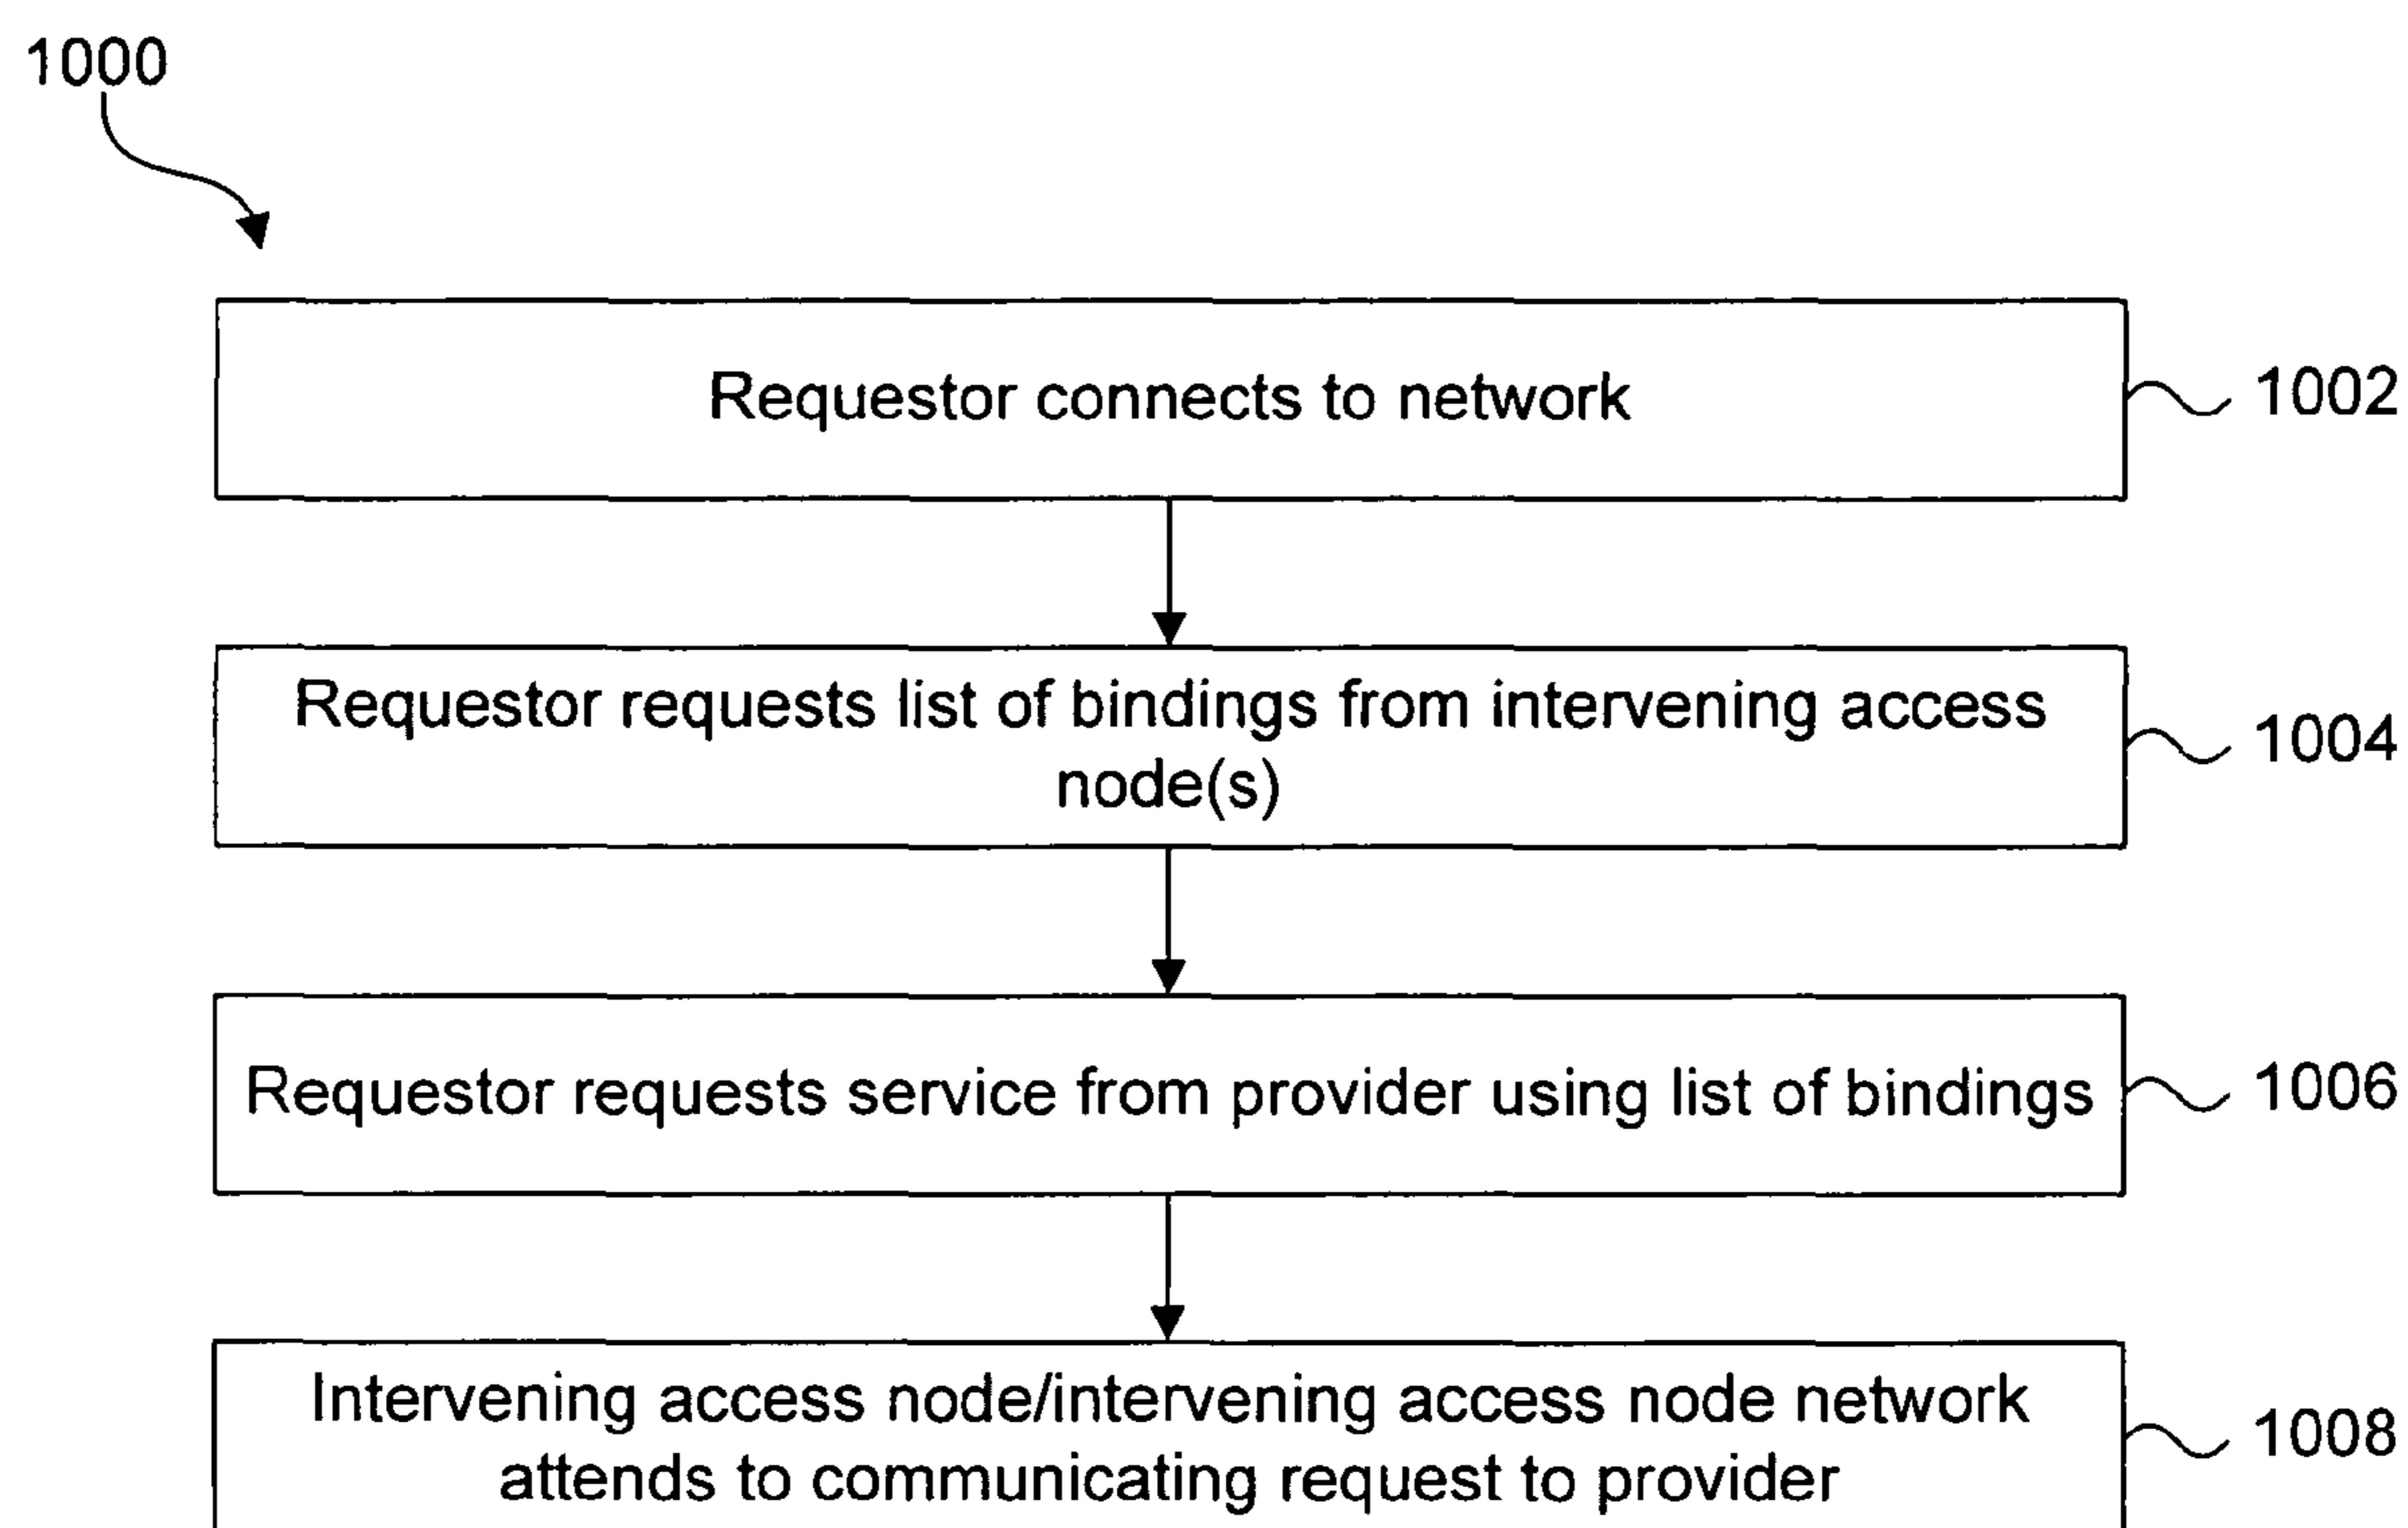 1000
Requestor connects to network
1002
Requestor requests list of bindings from intervening access
node(s)
1004
Requestor requests service from provider using list of bindings
1006
Intervening access node/intervening access node network
attends to communicating request to provider
1008